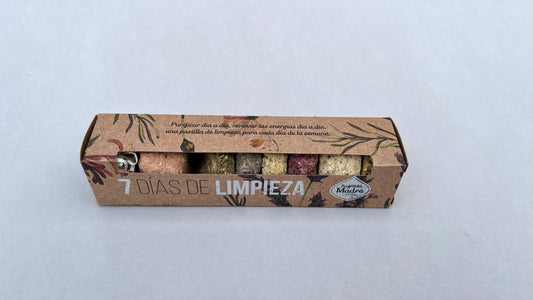 Purificar día a día, renovar las energías día a día,
una pastilla de limpieza para cada día de la semana.
7 DÍAS DE LIMPIEZA
Sagrada
Madre